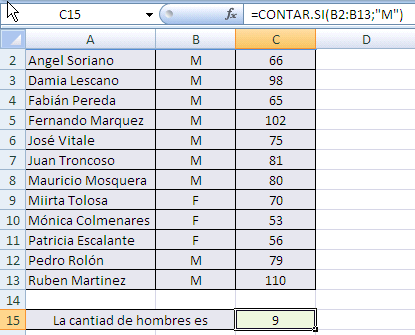 C15 fx =CONTAR.SI(B2:B13;"M")
A B C D
2 Angel Soriano M 66
3 Damia Lescano M 98
4 Fabián Pereda M 65
5 Fernando Marquez M 102
6 José Vitale M 75
7 Juan Troncoso M 81
8 Mauricio Mosquera M 80
9 Miirta Tolosa F 70
10 Mónica Colmenares F 53
11 Patricia Escalante F 56
12 Pedro Rolón M 79
13 Ruben Martinez M 110
14
15 La cantiad de hombres es 9